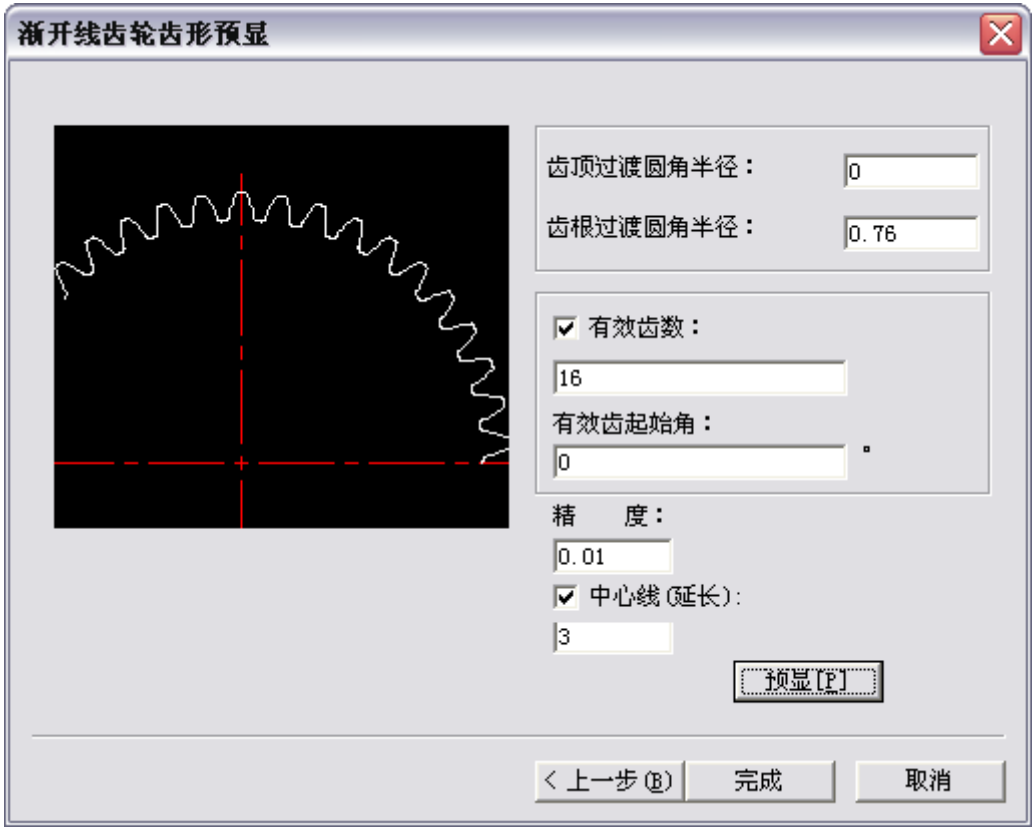 渐开线齿轮齿形预显
齿顶过渡圆角半径：
0
齿根过渡圆角半径：
0.76
有效齿数：
16
有效齿起始角：
0
°
精 度：
0.01
中心线(延长):
3
预显[P]
< 上一步(B)
完成
取消